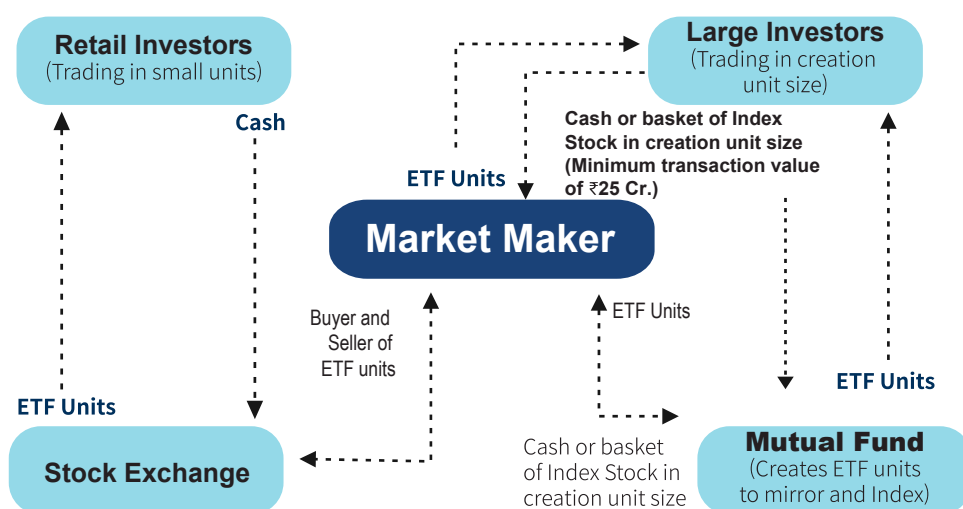 Retail Investors
(Trading in small units)
Large Investors
(Trading in creation
unit size)
Cash
Cash or basket of Index
Stock in creation unit size
(Minimum transaction value
of ₹25 Cr.)
ETF Units
Market Maker
Buyer and
Seller of
ETF units
ETF Units
ETF Units
ETF Units
Stock Exchange
Cash or basket
of Index Stock in
creation unit size
Mutual Fund
(Creates ETF units
to mirror and Index)